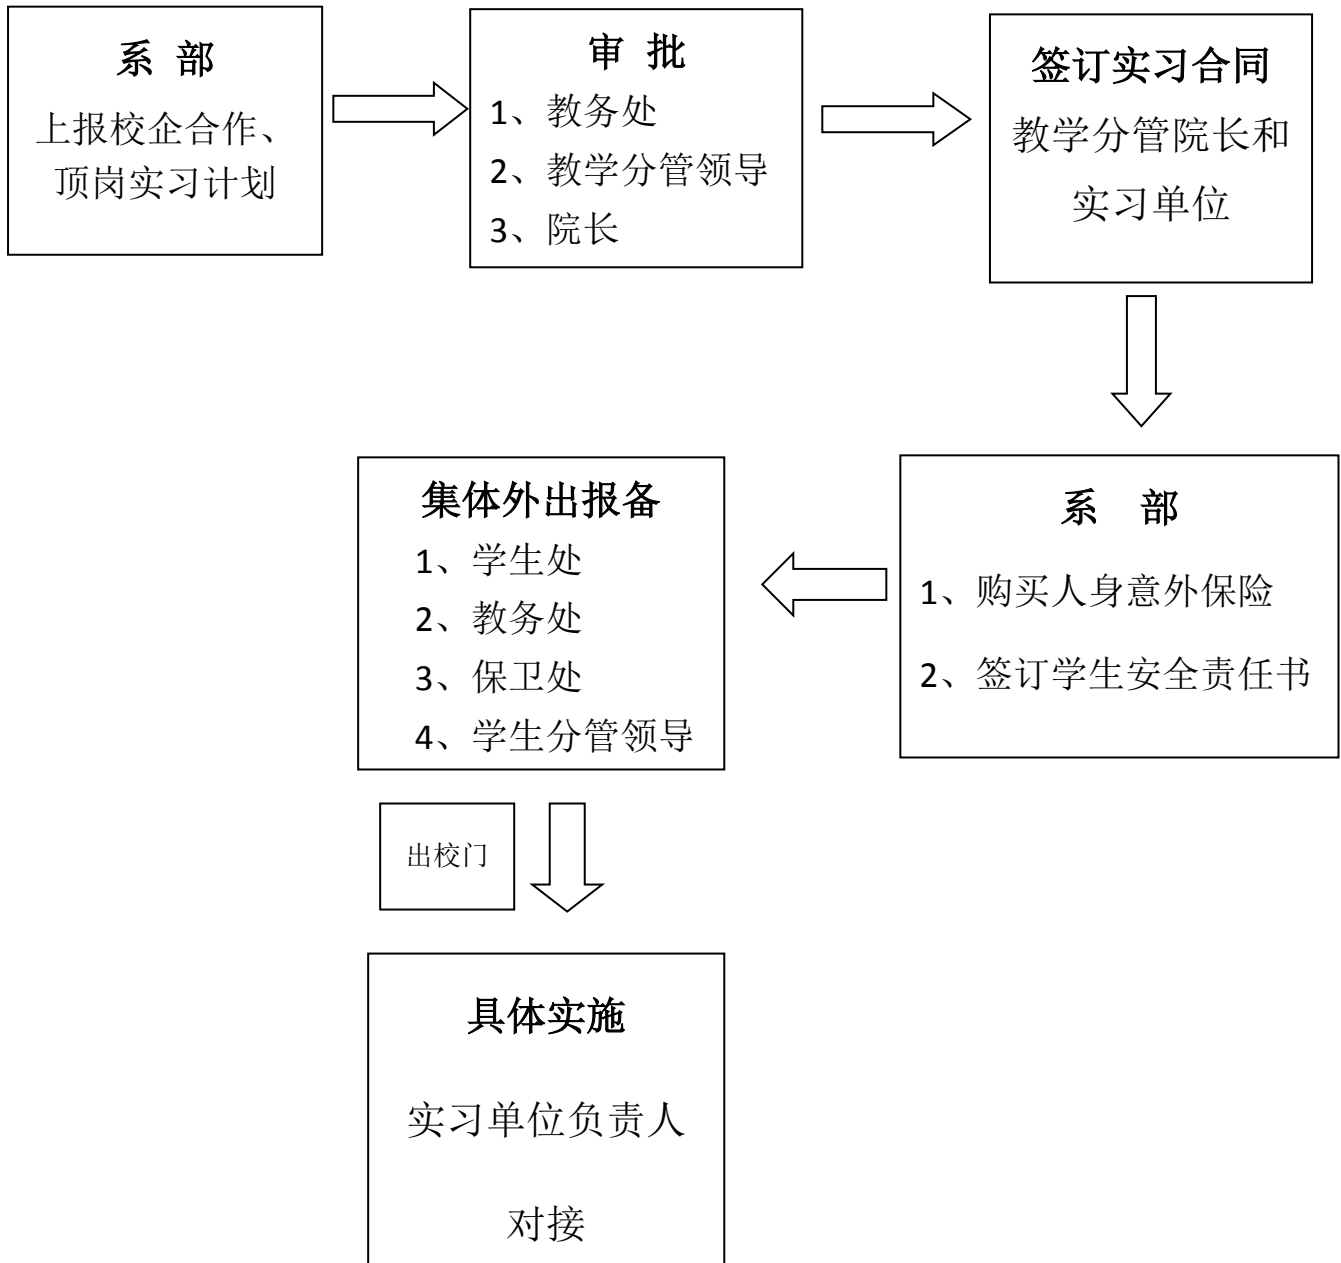 系 部
上报校企合作、
顶岗实习计划
审 批
1、教务处
2、教学分管领导
3、院长
签订实习合同
教学分管院长和
实习单位
系 部
1、购买人身意外保险
2、签订学生安全责任书
集体外出报备
1、学生处
2、教务处
3、保卫处
4、学生分管领导
出校门
具体实施
实习单位负责人
对接